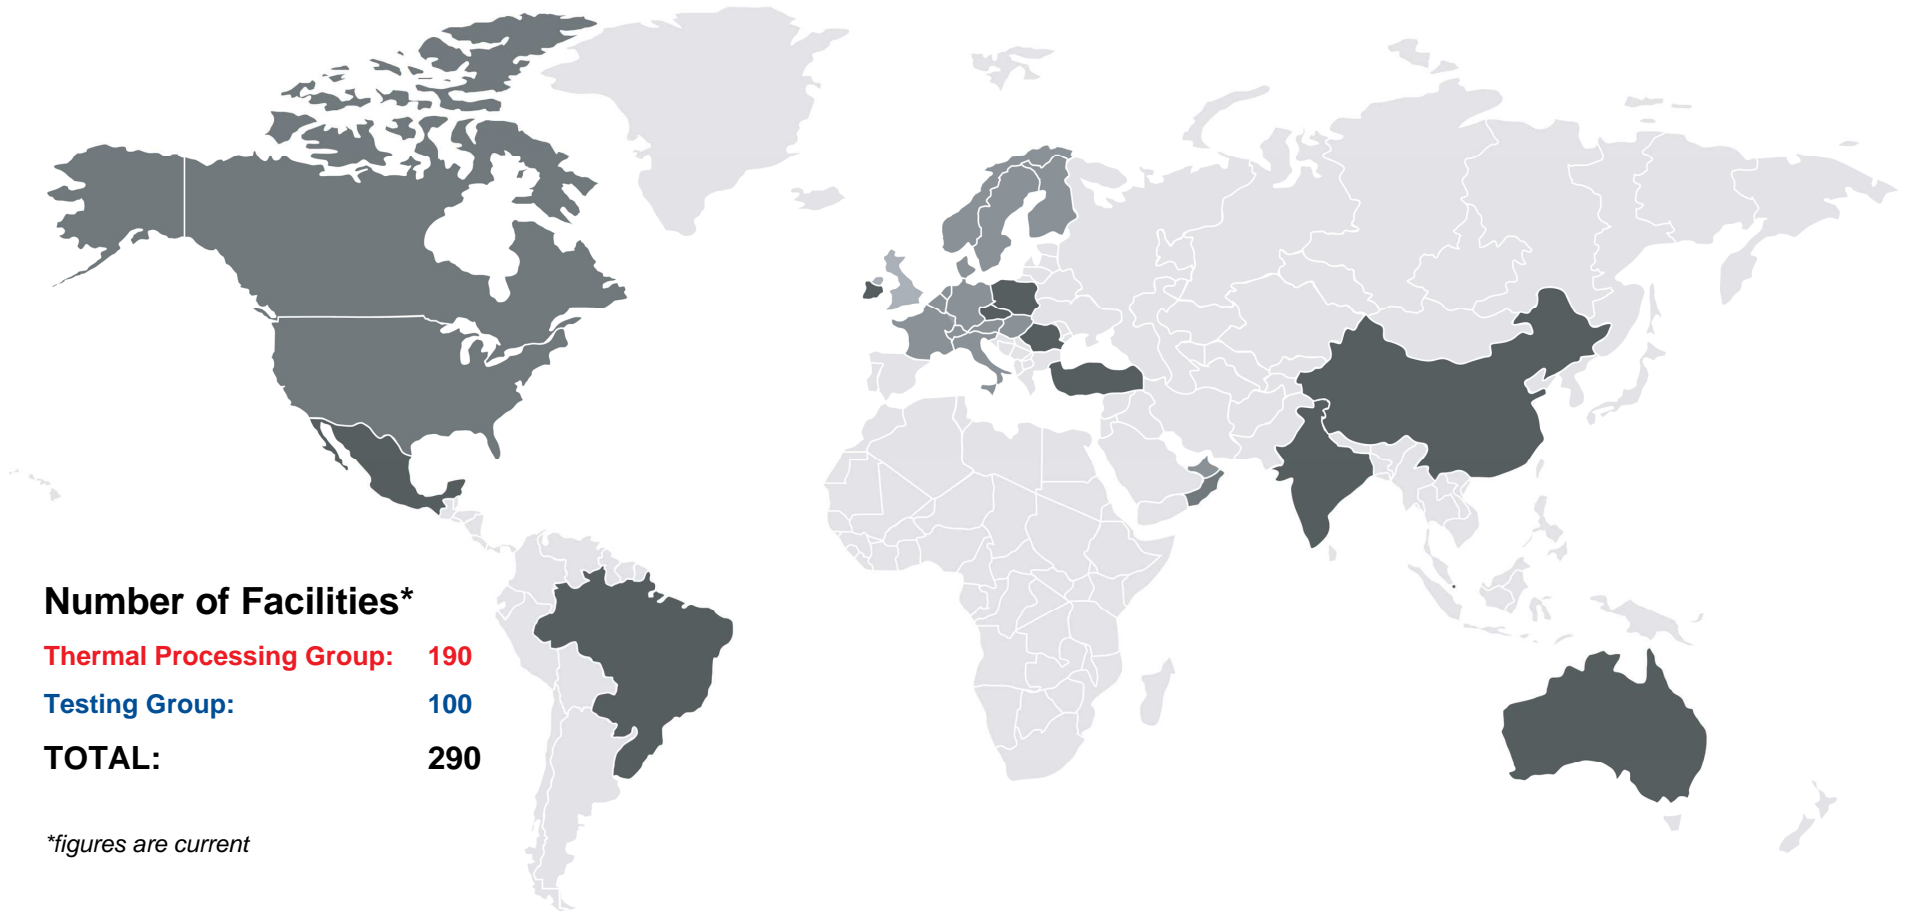 Number of Facilities*
Thermal Processing Group: 190
Testing Group: 100
TOTAL: 290
*figures are current